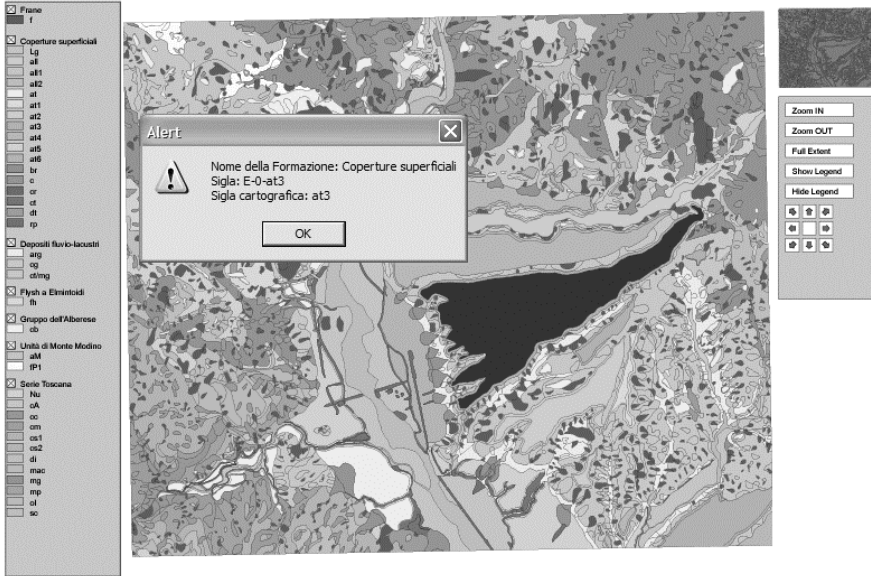 Frane
f
Coperture superficiali
Lg
all
all1
all2
at
at1
at2
at3
at4
at5
at6
br
c
cr
ct
dt
rp
Depositi fluvio-lacustri
arg
cg
ct/mg
Flysh a Elmintoidi
fh
Gruppo dell'Alberese
cb
Unità di Monte Modino
aM
fP1
Serie Toscana
Nu
cA
cc
cm
cs1
cs2
di
mac
mg
mp
ol
sc
Alert
Nome della Formazione: Coperture superficiali
Sigla: E-0-at3
Sigla cartografica: at3
OK
Zoom IN
Zoom OUT
Full Extent
Show Legend
Hide Legend